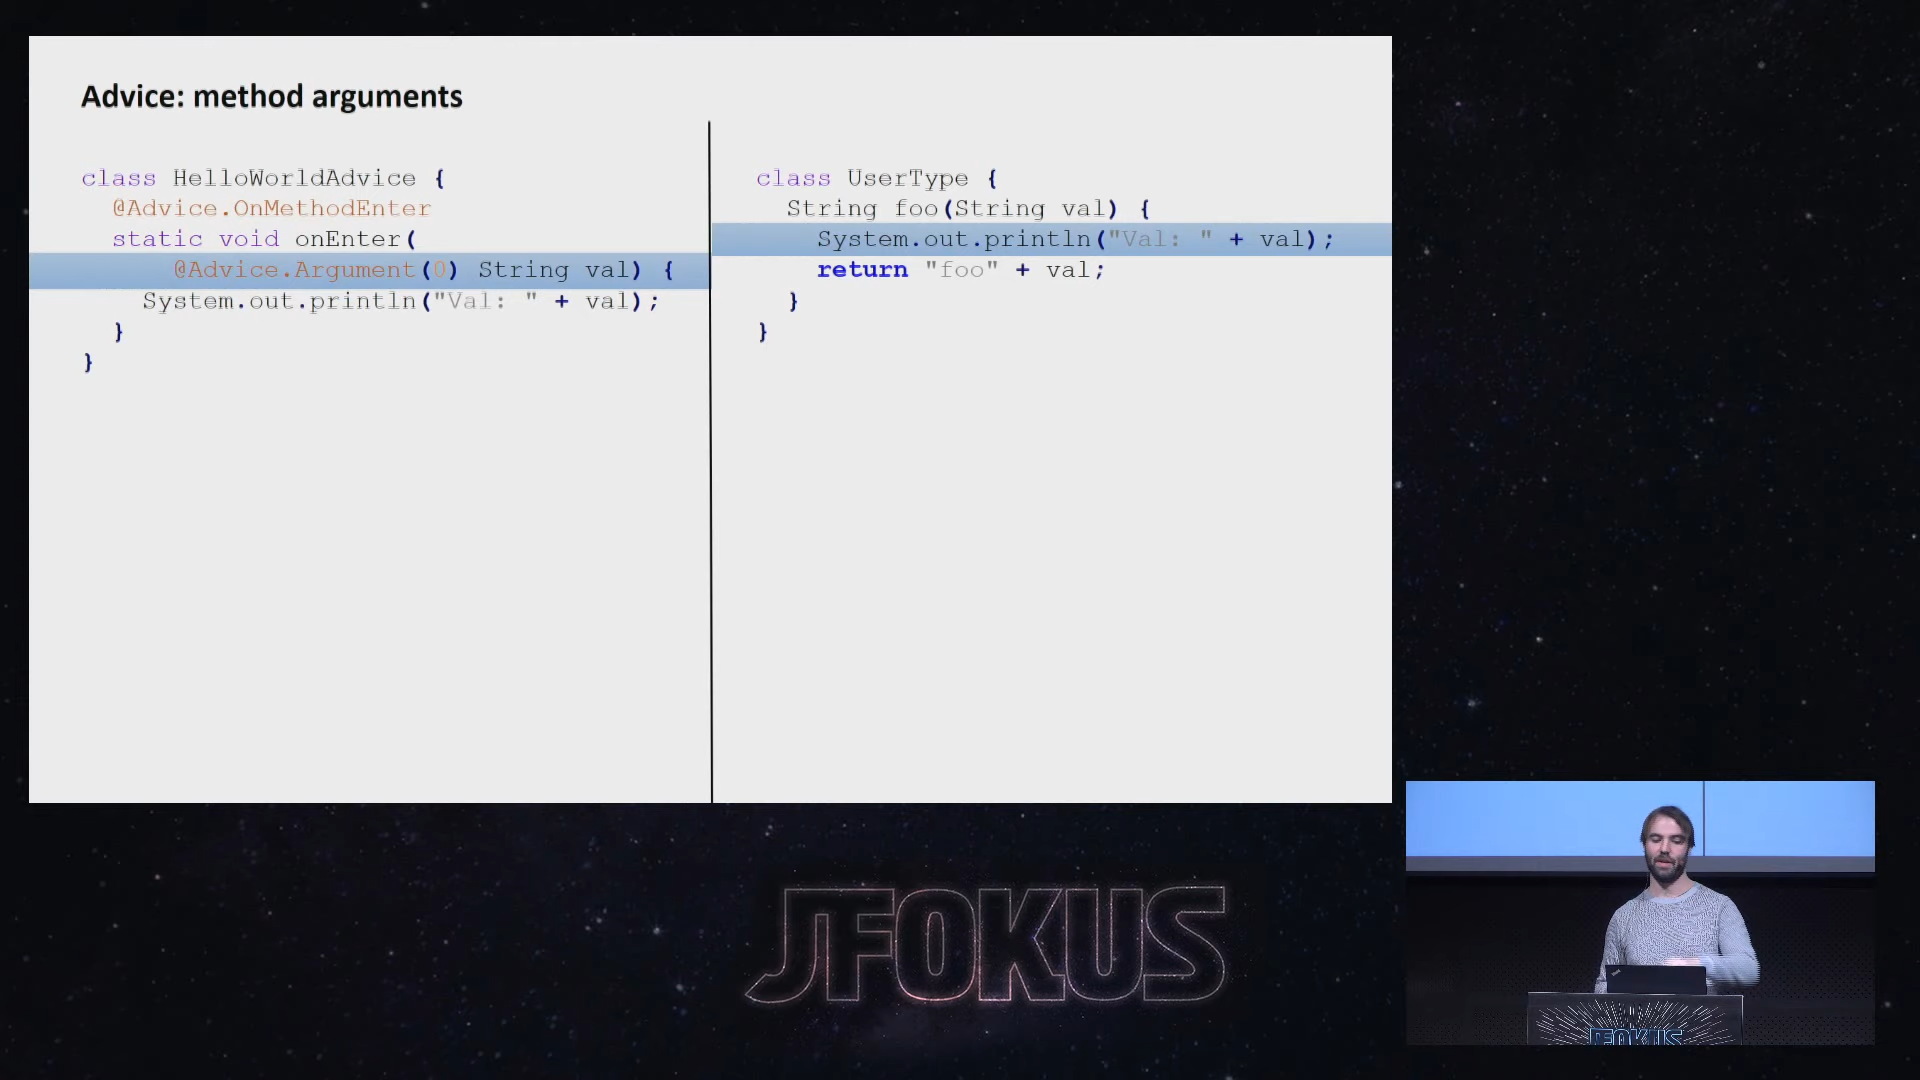 Advice: method arguments
class HelloWorldAdvice {
@Advice.OnMethodEnter
static void onEnter(
@Advice.Argument(0) String val) {
System.out.println("Val: " + val);
}
}
class UserType {
String foo(String val) {
System.out.println("Val: " + val);
return "foo" + val;
}
}
JFOKUS
JFOKUS